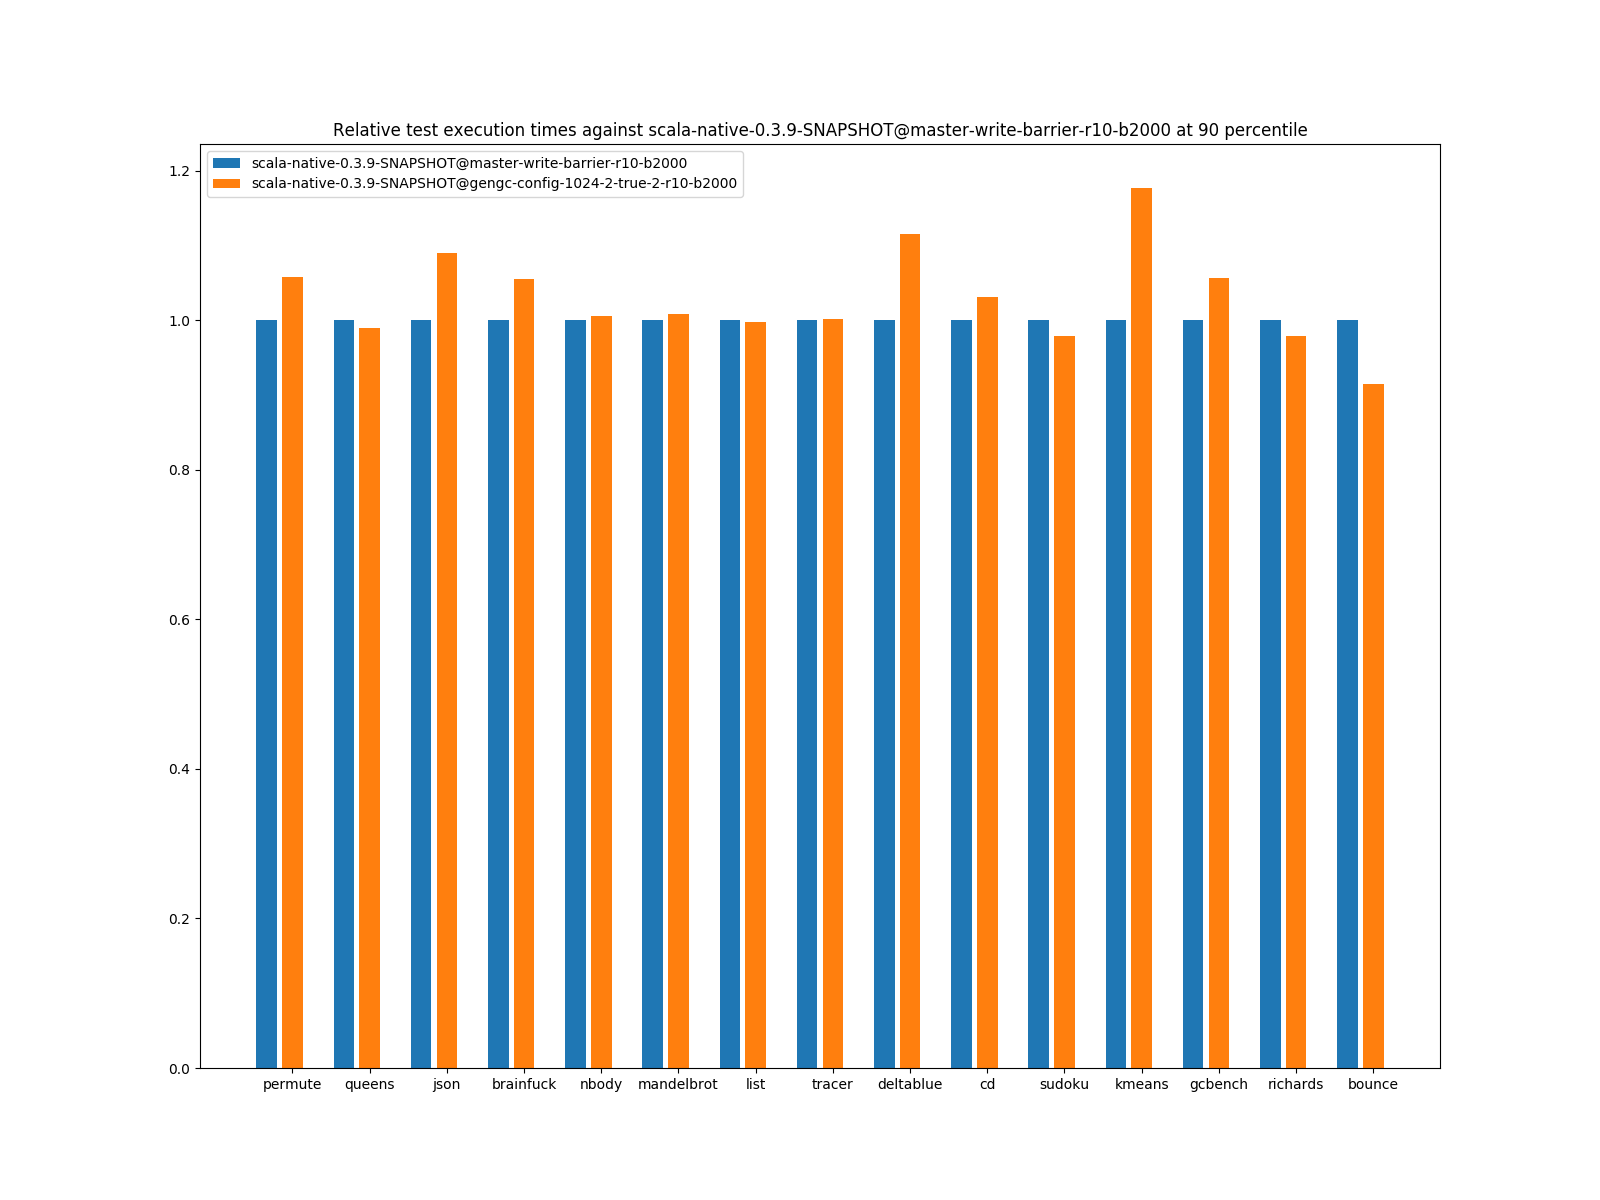 Relative test execution times against scala-native-0.3.9-SNAPSHOT@master-write-barrier-r10-b2000 at 90 percentile
scala-native-0.3.9-SNAPSHOT@master-write-barrier-r10-b2000
scala-native-0.3.9-SNAPSHOT@gengc-config-1024-2-true-2-r10-b2000
1.2
1.0
0.8
0.6
0.4
0.2
0.0
permute queens json brainfuck nbody mandelbrot list tracer deltablue cd sudoku kmeans gcbench richards bounce